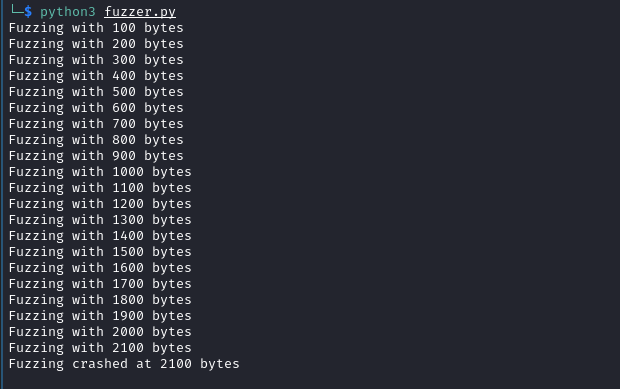 └─$ python3 fuzzer.py
Fuzzing with 100 bytes
Fuzzing with 200 bytes
Fuzzing with 300 bytes
Fuzzing with 400 bytes
Fuzzing with 500 bytes
Fuzzing with 600 bytes
Fuzzing with 700 bytes
Fuzzing with 800 bytes
Fuzzing with 900 bytes
Fuzzing with 1000 bytes
Fuzzing with 1100 bytes
Fuzzing with 1200 bytes
Fuzzing with 1300 bytes
Fuzzing with 1400 bytes
Fuzzing with 1500 bytes
Fuzzing with 1600 bytes
Fuzzing with 1700 bytes
Fuzzing with 1800 bytes
Fuzzing with 1900 bytes
Fuzzing with 2000 bytes
Fuzzing with 2100 bytes
Fuzzing crashed at 2100 bytes